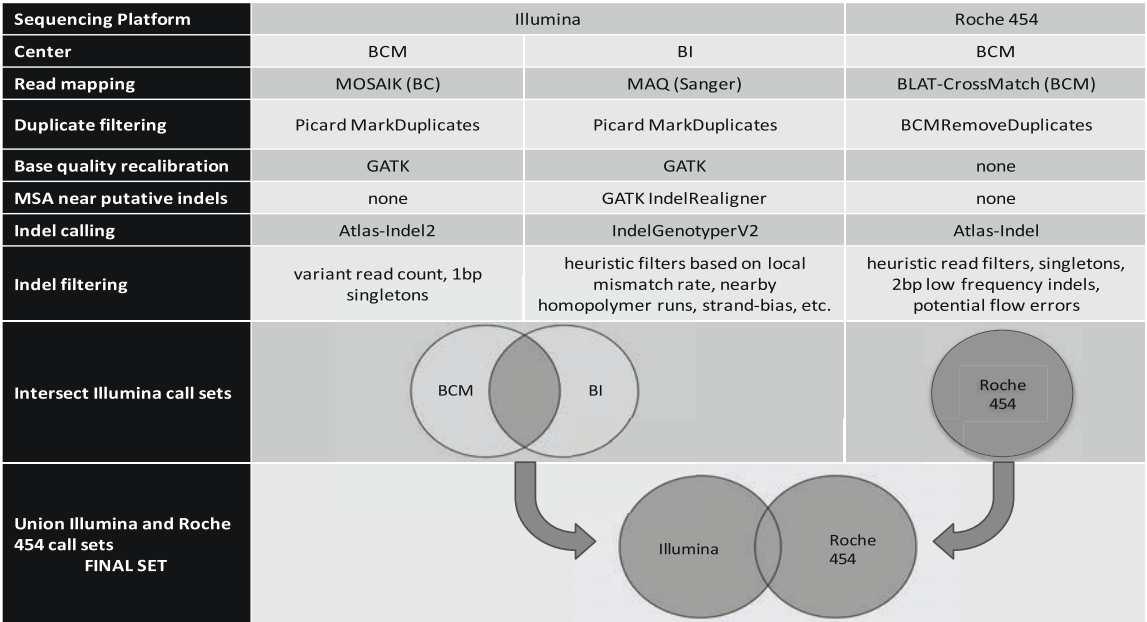 Sequencing Platform Illumina Roche 454
Center BCM BI BCM
Read mapping MOSAIK (BC) MAQ (Sanger) BLAT-CrossMatch (BCM)
Duplicate filtering Picard MarkDuplicates Picard MarkDuplicates BCMRemoveDuplicates
Base quality recalibration GATK GATK none
MSA near putative indels none GATK IndelRealigner none
Indel calling Atlas-Indel2 IndelGenotyperV2 Atlas-Indel
Indel filtering
variant read count, 1bp
singletons
heuristic filters based on local
mismatch rate, nearby
homopolymer runs, strand-bias, etc.
heuristic read filters, singletons,
2bp low frequency indels,
potential flow errors
Intersect Illumina call sets
BCM
BI
Roche
454
Union Illumina and Roche
454 call sets
FINAL SET
Illumina
Roche
454